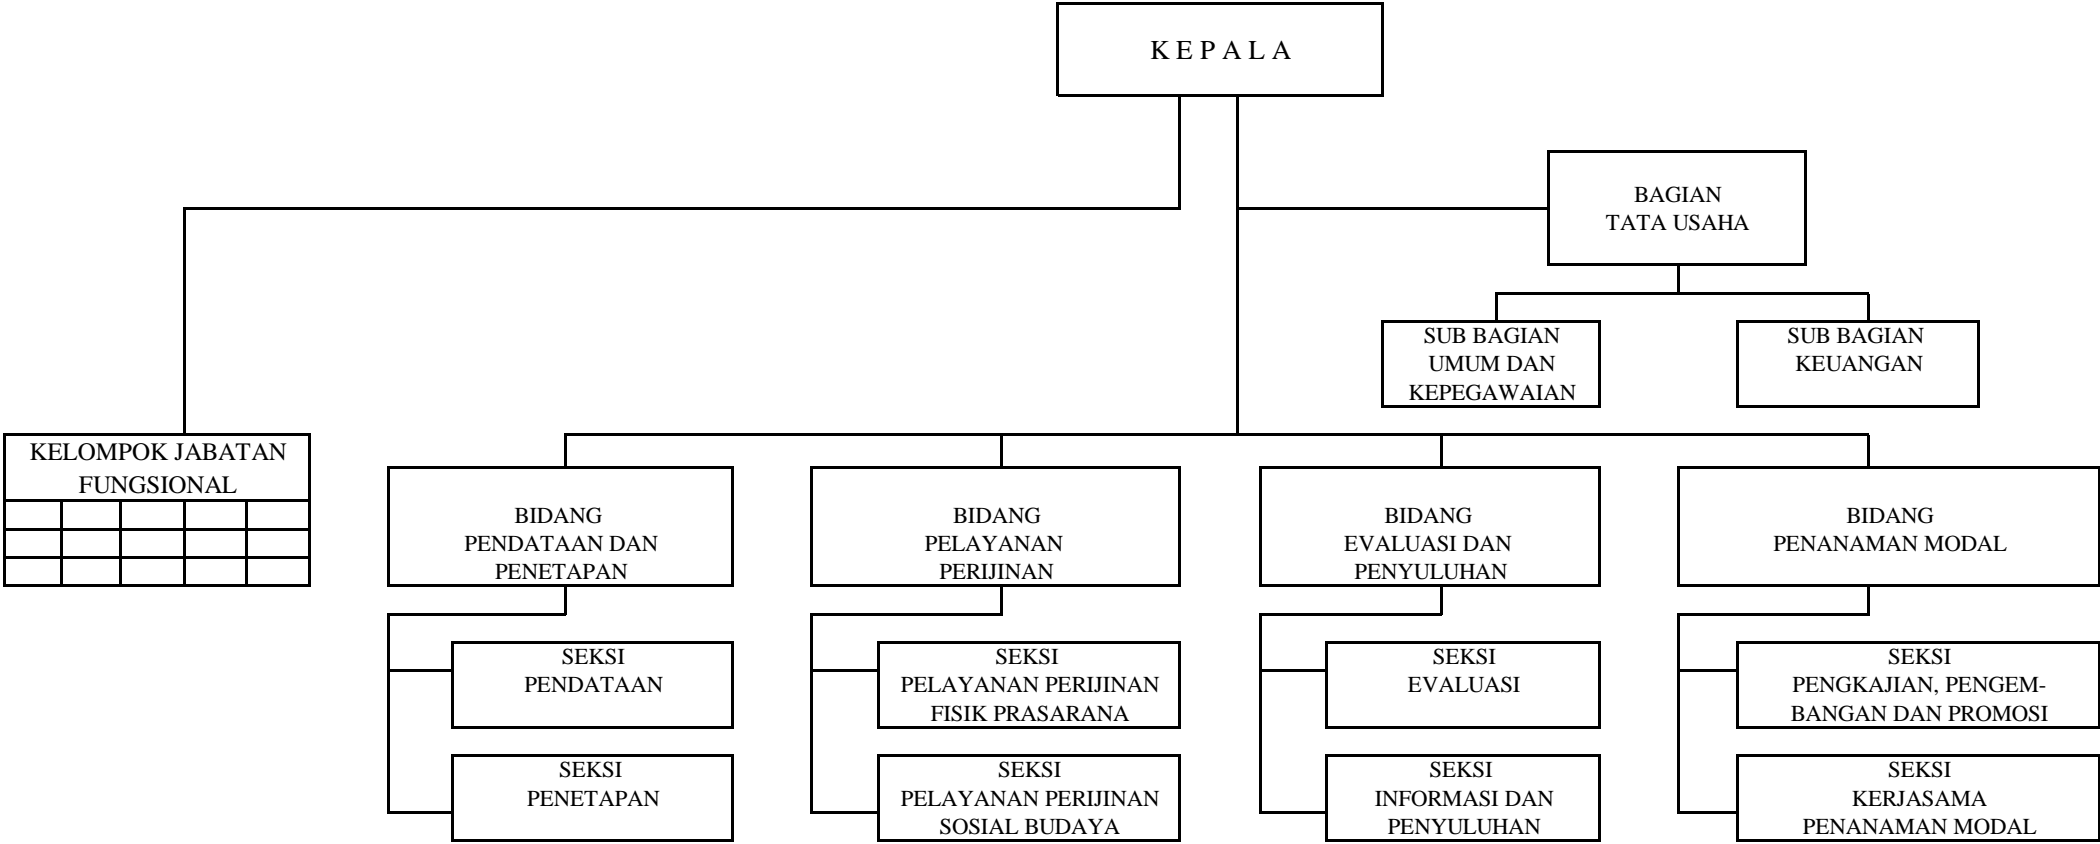 K E P A L A
BAGIAN
TATA USAHA
SUB BAGIAN
UMUM DAN
KEPEGAWAIAN
SUB BAGIAN
KEUANGAN
KELOMPOK JABATAN
FUNGSIONAL
BIDANG
PENDATAAN DAN
PENETAPAN
BIDANG
PELAYANAN
PERIJINAN
BIDANG
EVALUASI DAN
PENYULUHAN
BIDANG
PENANAMAN MODAL
SEKSI
PENDATAAN
SEKSI
PELAYANAN PERIJINAN
FISIK PRASARANA
SEKSI
EVALUASI
SEKSI
PENGKAJIAN, PENGEM-
BANGAN DAN PROMOSI
SEKSI
PENETAPAN
SEKSI
PELAYANAN PERIJINAN
SOSIAL BUDAYA
SEKSI
INFORMASI DAN
PENYULUHAN
SEKSI
KERJASAMA
PENANAMAN MODAL